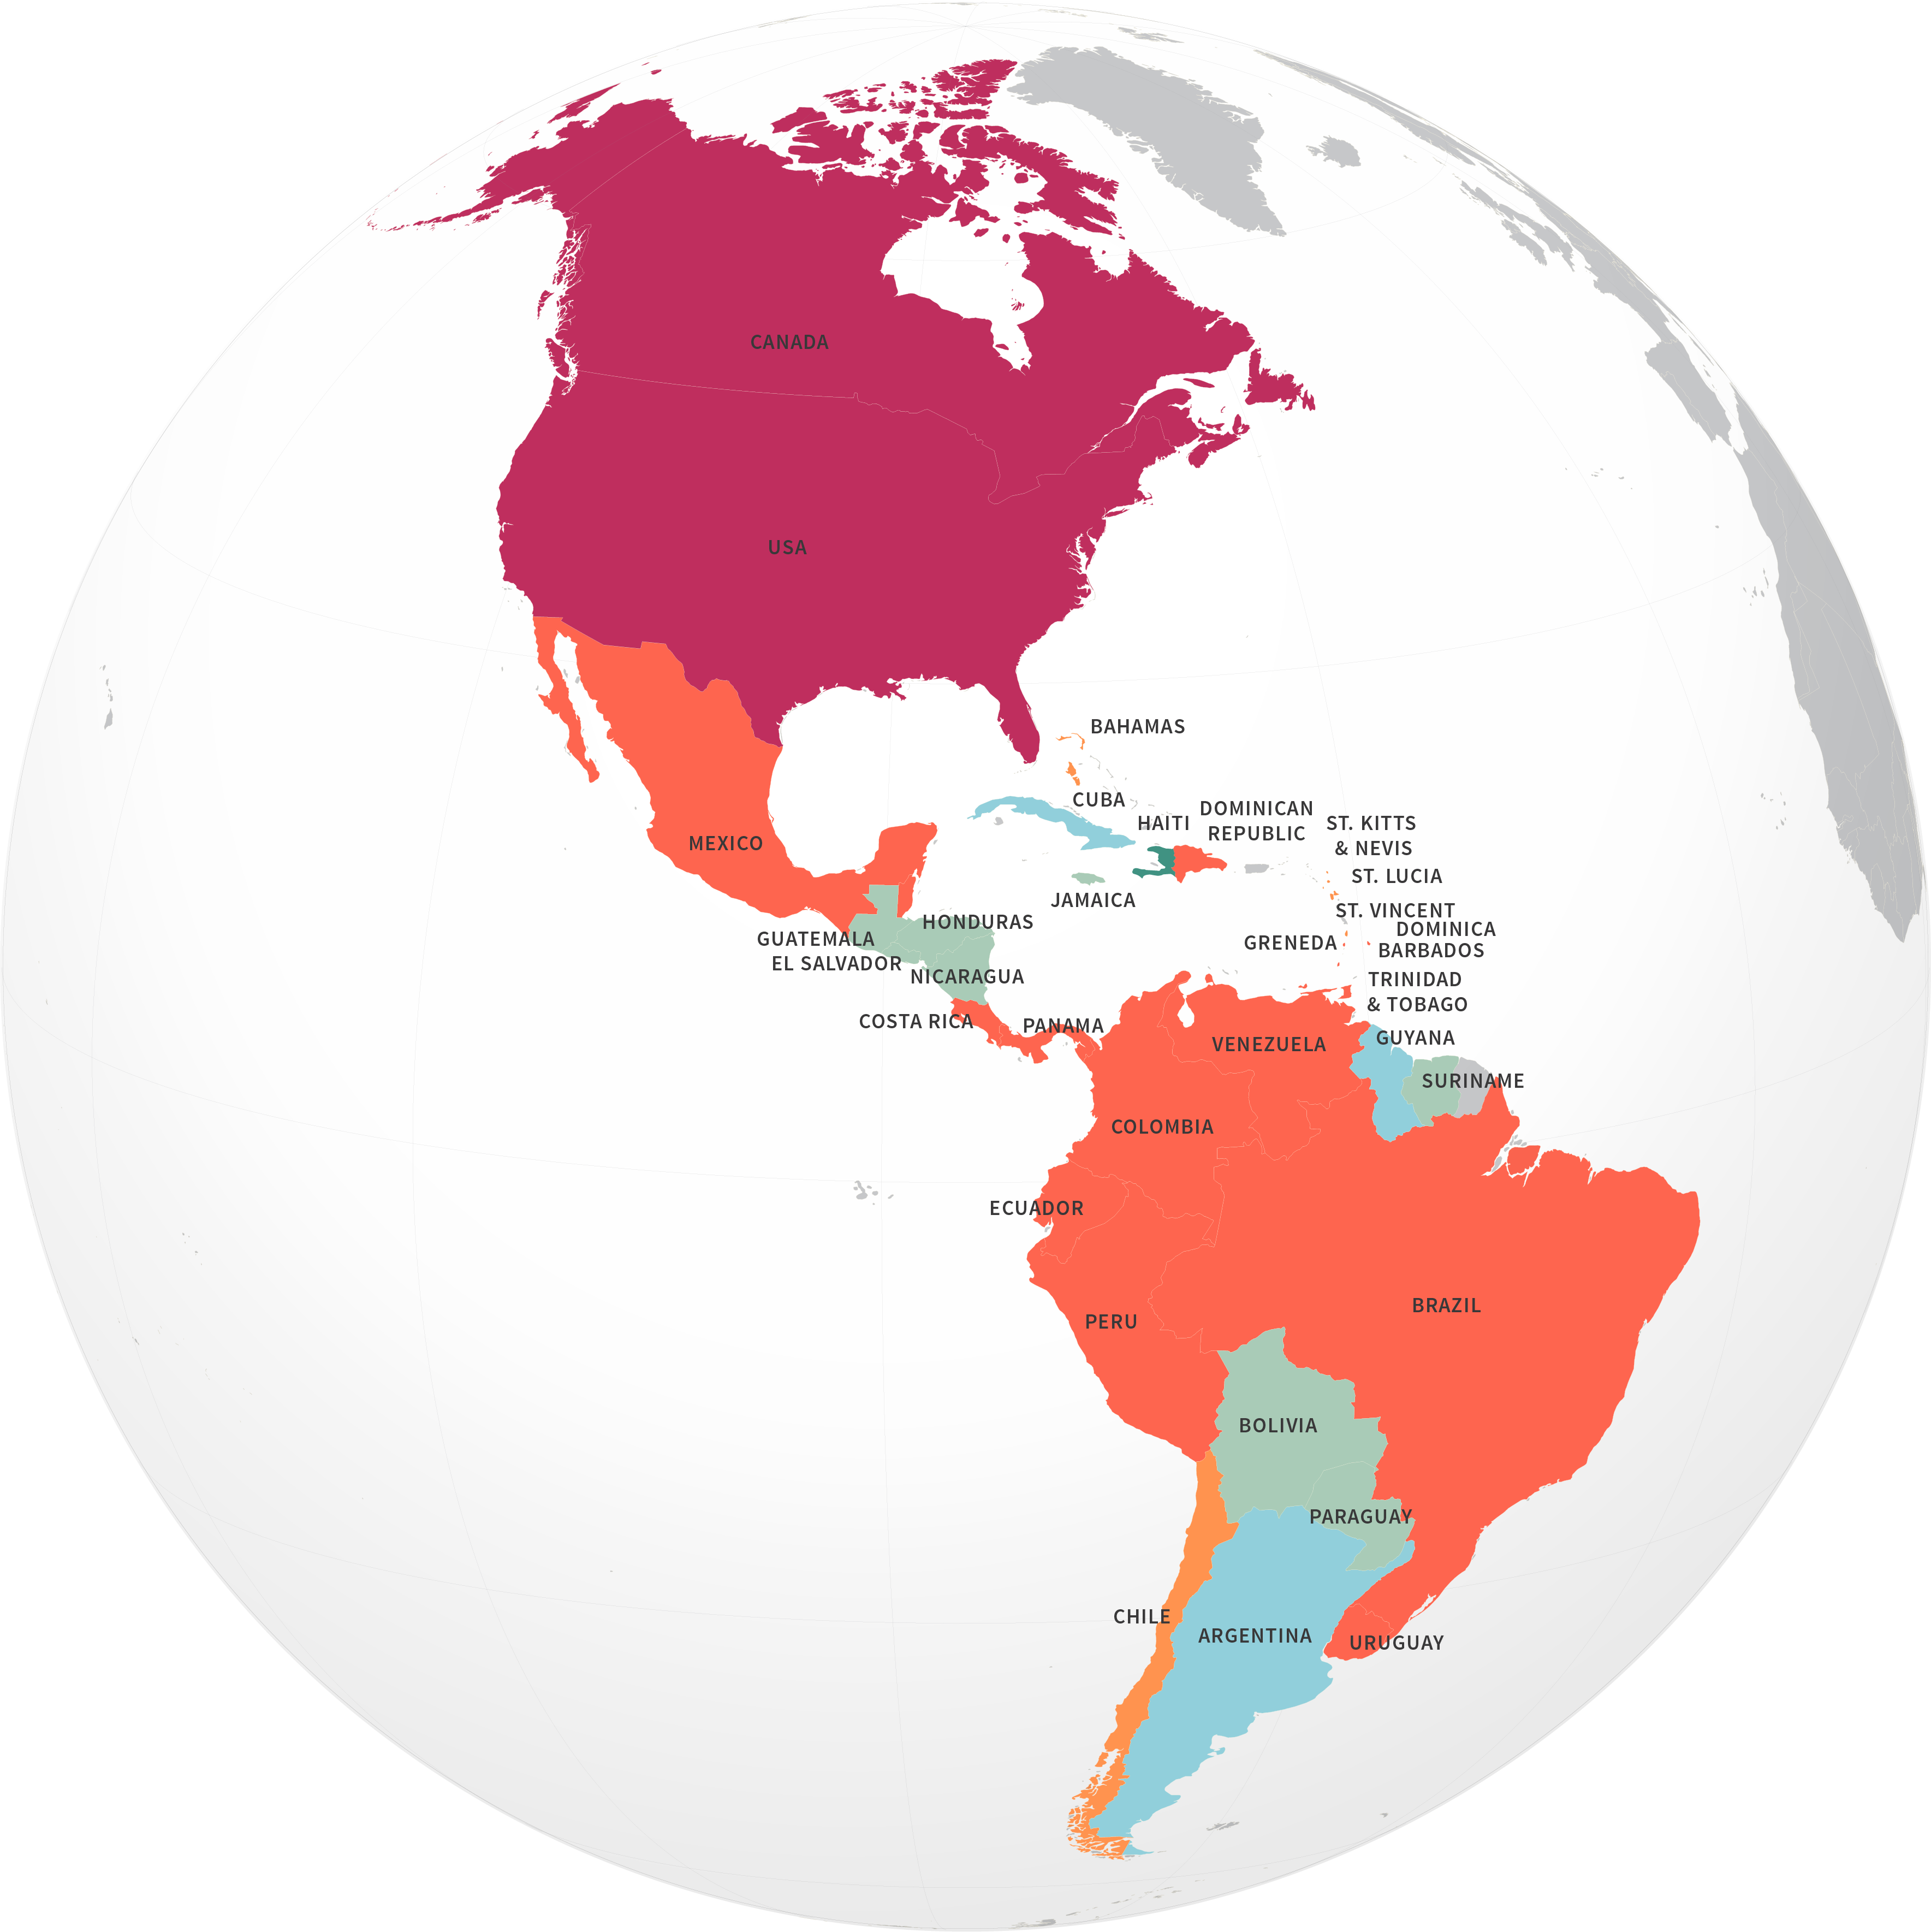 CANADA
USA
BAHAMAS
CUBA
HAITI
DOMINICAN
REPUBLIC
ST. KITTS
& NEVIS
MEXICO
ST. LUCIA
JAMAICA
ST. VINCENT
HONDURAS
DOMINICA
GUATEMALA
GRENEDA
BARBADOS
EL SALVADOR
NICARAGUA
TRINIDAD
& TOBAGO
COSTA RICA
PANAMA
GUYANA
VENEZUELA
SURINAME
COLOMBIA
ECUADOR
BRAZIL
PERU
BOLIVIA
PARAGUAY
CHILE
ARGENTINA
URUGUAY